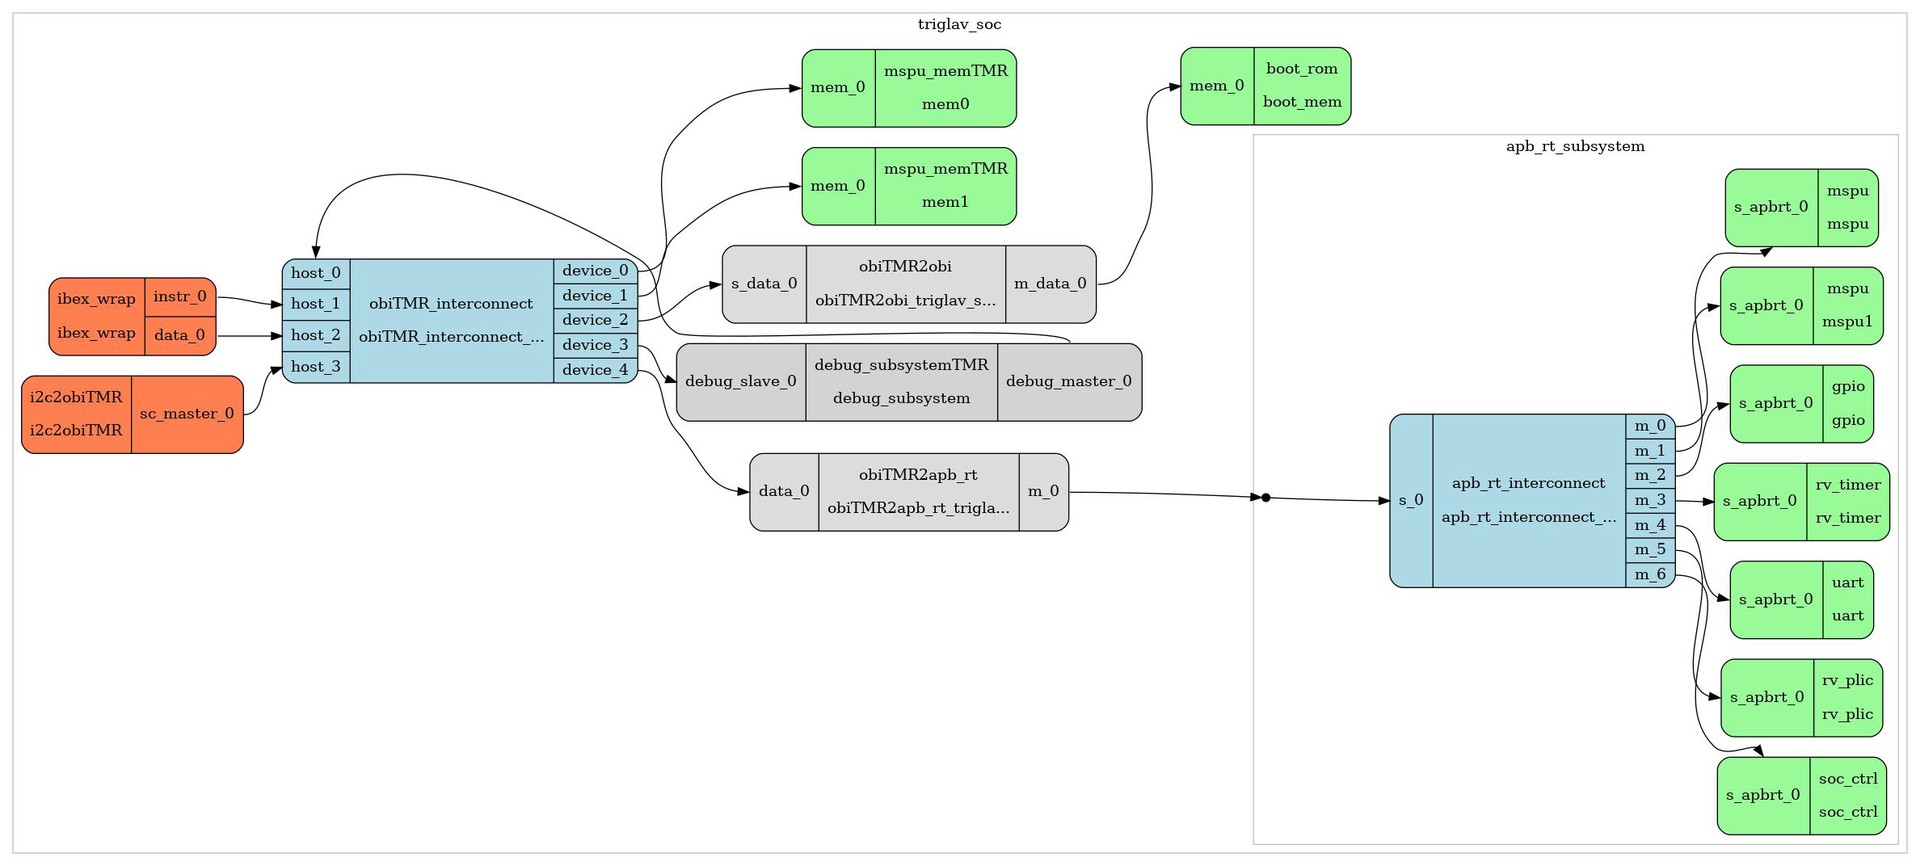 triglav_soc
mem_0
mspu_memTMR
mem0
mem_0
boot_rom
boot_mem
mem_0
mspu_memTMR
mem1
ibex_wrap
ibex_wrap
instr_0
data_0
i2c2obiTMR
i2c2obiTMR
sc_master_0
host_0
host_1
host_2
host_3
obiTMR_interconnect
obiTMR_interconnect_...
device_0
device_1
device_2
device_3
device_4
s_data_0
obiTMR2obi
obiTMR2obi_triglav_s...
m_data_0
debug_slave_0
debug_subsystemTMR
debug_subsystem
debug_master_0
data_0
obiTMR2apb_rt
obiTMR2apb_rt_trigla...
m_0
apb_rt_subsystem
s_0
apb_rt_interconnect
apb_rt_interconnect_...
m_0
m_1
m_2
m_3
m_4
m_5
m_6
s_apbrt_0
mspu
mspu
s_apbrt_0
mspu
mspu1
s_apbrt_0
gpio
gpio
s_apbrt_0
rv_timer
rv_timer
s_apbrt_0
uart
uart
s_apbrt_0
rv_plic
rv_plic
s_apbrt_0
soc_ctrl
soc_ctrl